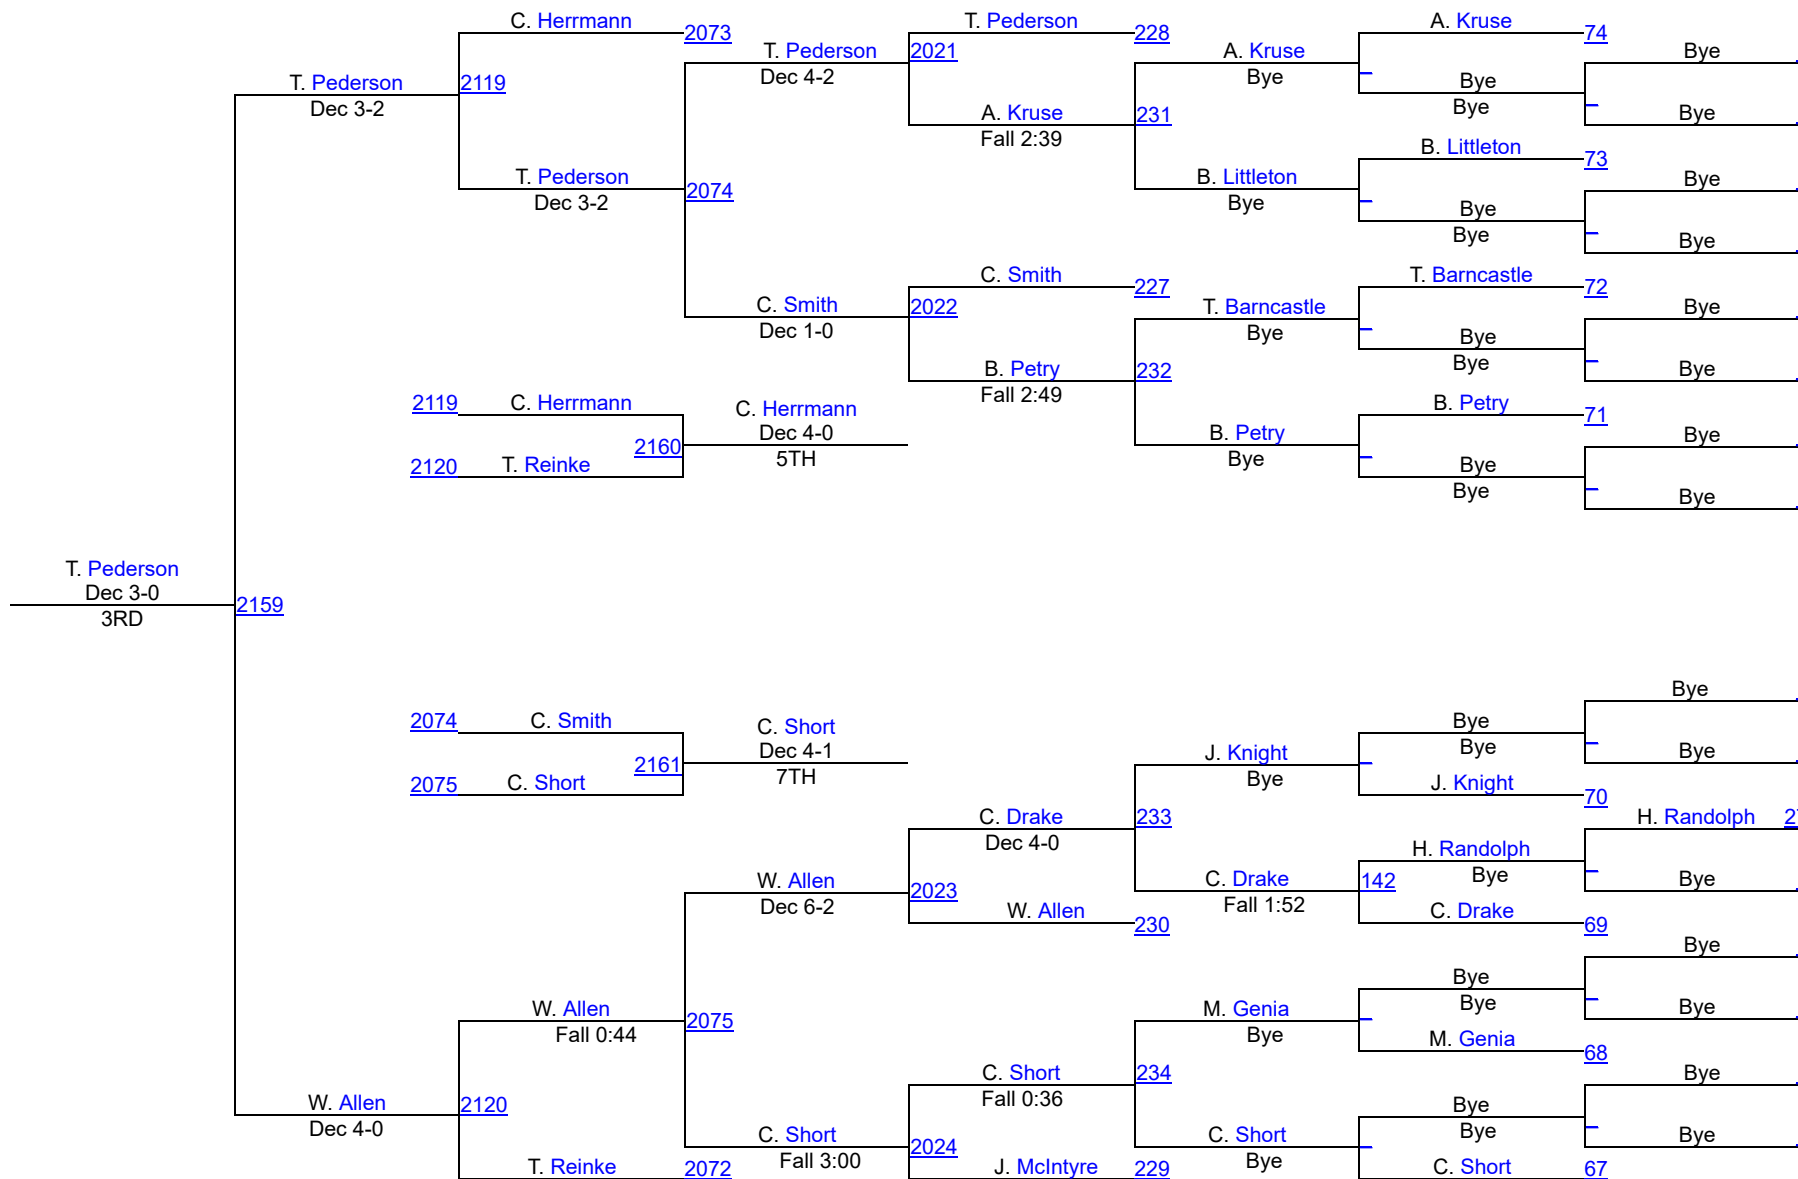 C. Herrmann
2073
T. Pederson
228
A. Kruse
74
T. Pederson
Dec 4-2
2021
A. Kruse
Bye
Bye
T. Pederson
Dec 3-2
2119
Bye
Bye
A. Kruse
Fall 2:39
231
Bye
B. Littleton
73
T. Pederson
Dec 3-2
2074
B. Littleton
Bye
Bye
Bye
Bye
Bye
C. Smith
227
T. Barncastle
72
C. Smith
Dec 1-0
2022
T. Barncastle
Bye
Bye
Bye
Bye
B. Petry
Fall 2:49
232
Bye
2119
C. Herrmann
C. Herrmann
Dec 4-0
5TH
B. Petry
71
2160
B. Petry
Bye
Bye
2120
T. Reinke
Bye
Bye
Bye
T. Pederson
Dec 3-0
3RD
2159
Bye
2074
C. Smith
C. Short
Dec 4-1
7TH
Bye
Bye
2161
J. Knight
Bye
Bye
2075
C. Short
J. Knight
70
C. Drake
Dec 4-0
233
H. Randolph
H. Randolph
Bye
W. Allen
Dec 6-2
2023
C. Drake
Fall 1:52
142
Bye
W. Allen
230
C. Drake
69
Bye
W. Allen
Fall 0:44
2075
M. Genia
Bye
Bye
Bye
Bye
M. Genia
68
C. Short
Fall 0:36
234
Bye
W. Allen
Dec 4-0
2120
Bye
Bye
C. Short
Fall 3:00
2024
C. Short
Bye
Bye
T. Reinke
2072
J. McIntyre
229
C. Short
67